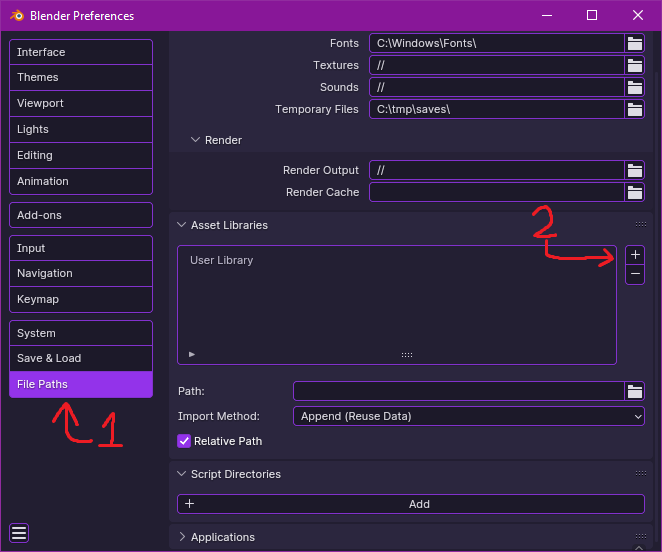 Blender Preferences
Interface
Themes
Viewport
Lights
Editing
Animation
Add-ons
Input
Navigation
Keymap
System
Save & Load
File Paths
1
Fonts C:\Windows\Fonts\
Textures //
Sounds //
Temporary Files C:\tmp\saves\
Render
Render Output //
Render Cache
2
Asset Libraries
User Library
Path:
Import Method: Append (Reuse Data)
Relative Path
Script Directories
+ Add
Applications